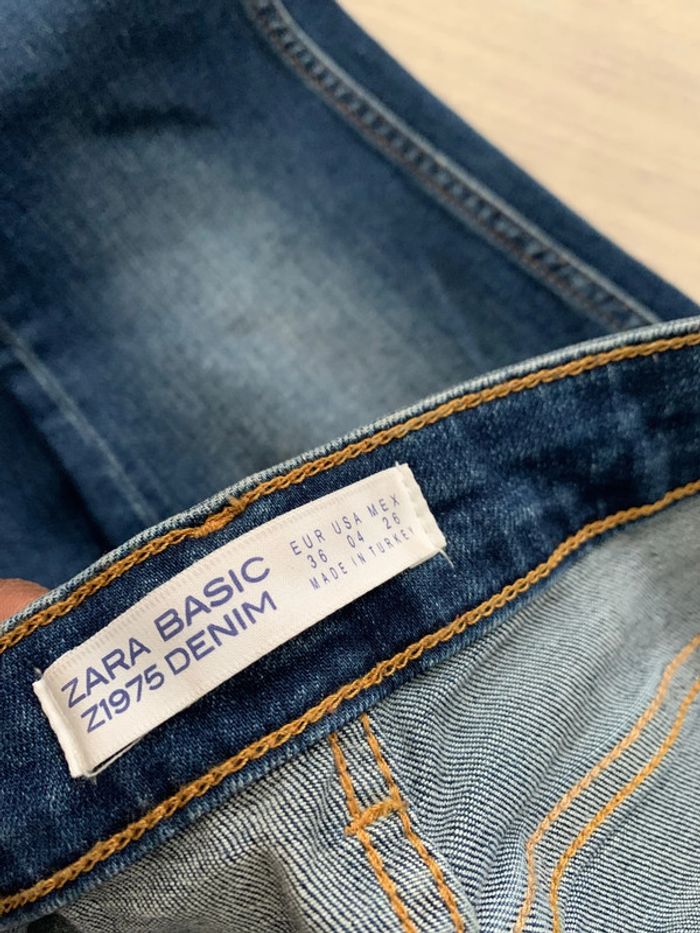 ZARA BASIC
Z1975 DENIM
EUR USA MEX
36 04 26
MADE IN TURKEY